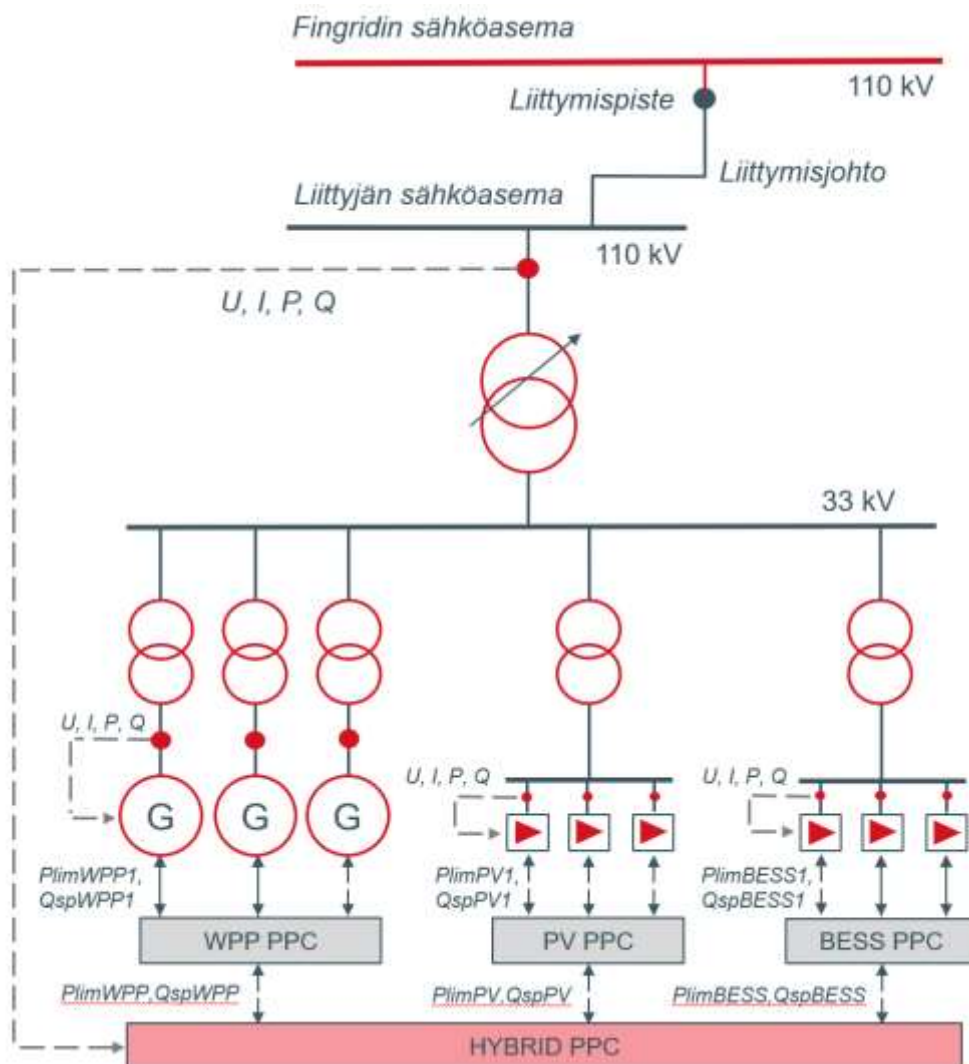 Fingridin sähköasema
110 kV
Liittymispiste
Liittymisjohto
Liittyjän sähköasema
110 kV
U, I, P, Q
33 kV
U, I, P, Q
U, I, P, Q
U, I, P, Q
G G G
PlimWPP1,
QspWPP1
PlimPV1,
QspPV1
PlimBESS1,
QspBESS1
WPP PPC
PV PPC
BESS PPC
PlimWPP,QspWPP
PlimPV,QspPV
PlimBESS,QspBESS
HYBRID PPC